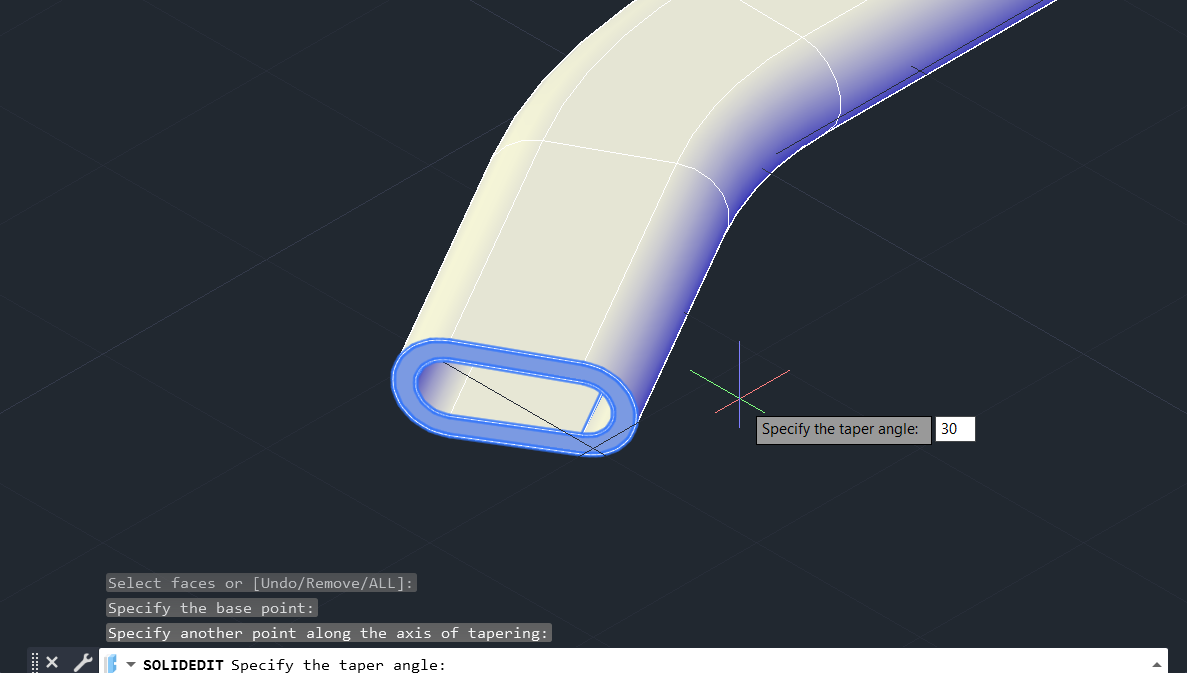 Specify the taper angle: 30
Select faces or [Undo/Remove/ALL]:
Specify the base point:
Specify another point along the axis of tapering:
SOLIDEDIT Specify the taper angle: